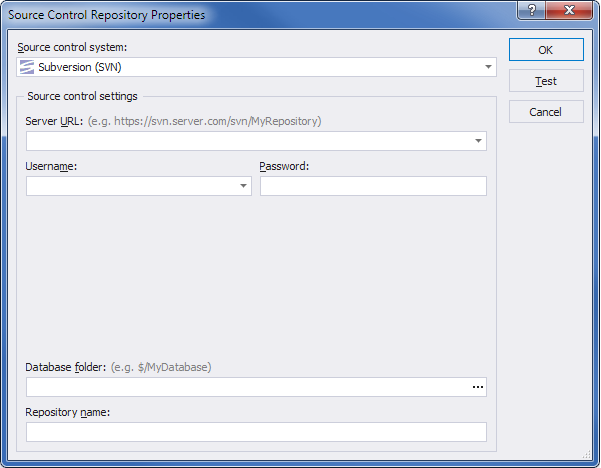 Source Control Repository Properties
?
Source control system:
Subversion (SVN)
OK
Test
Cancel
Source control settings
Server URL: (e.g. https://svn.server.com/svn/MyRepository)
Username: Password:
Database folder: (e.g. $/MyDatabase)
...
Repository name: